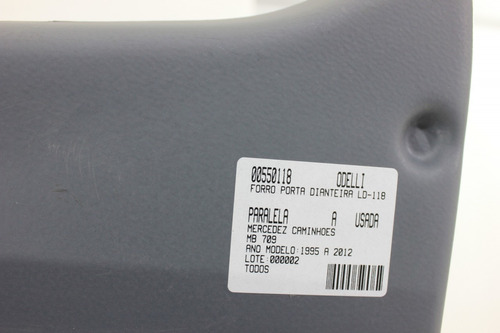 00550118 ODELLI
FORRO PORTA DIANTEIRA LD-118
PARALELA A USADA
MERCEDEZ CAMINHOES
MB 709
ANO MODELO:1995 A 2012
LOTE:000002
TODOS